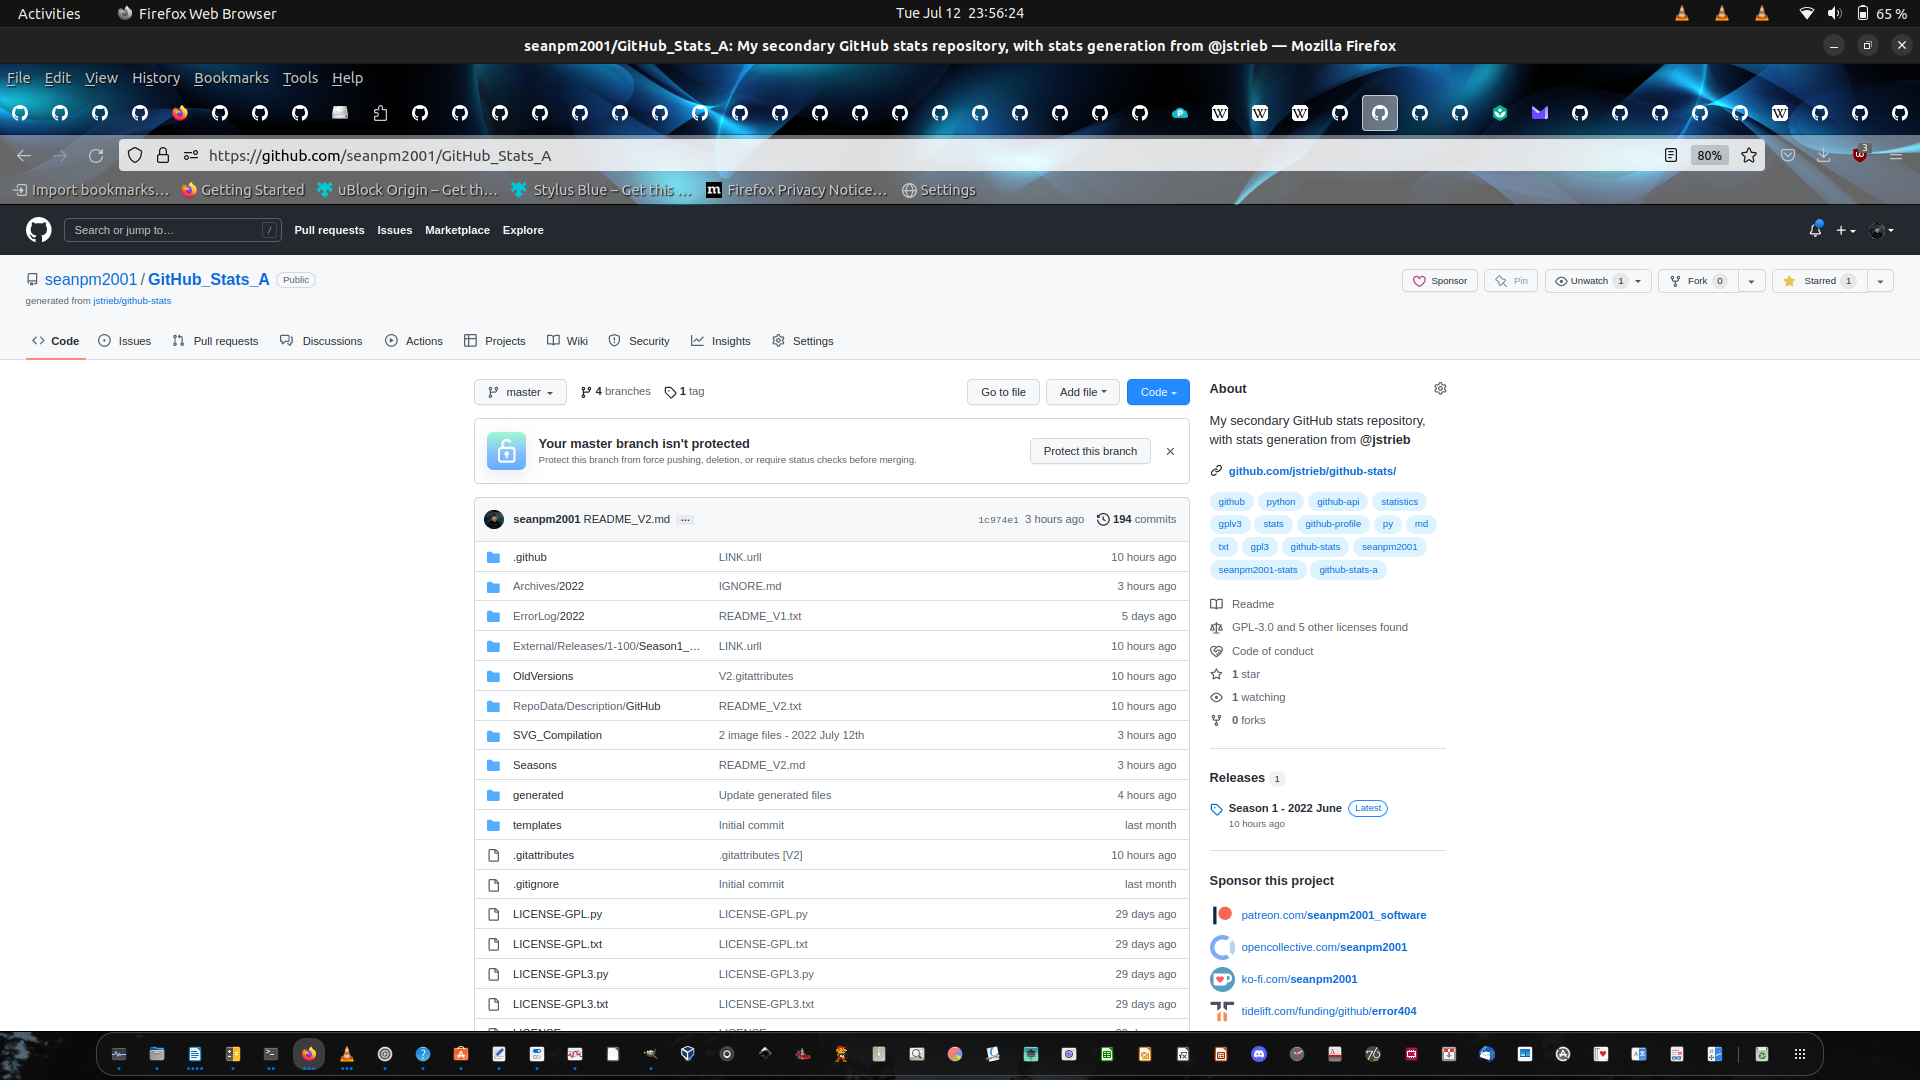 Activities
Firefox Web Browser
Tue Jul 12  23:56:24
65 %
seanpm2001/GitHub_Stats_A: My secondary GitHub stats repository, with stats generation from @jstrieb — Mozilla Firefox
File Edit View History Bookmarks Tools Help
https://github.com/seanpm2001/GitHub_Stats_A
80%
3
Import bookmarks…
Getting Started
uBlock Origin – Get th…
Stylus Blue – Get this …
Firefox Privacy Notice…
Settings
Search or jump to…
/
Pull requests
Issues
Marketplace
Explore
seanpm2001 / GitHub_Stats_A Public
generated from jstrieb/github-stats
Sponsor
Pin
Unwatch 1
Fork 0
Starred 1
Code
Issues
Pull requests
Discussions
Actions
Projects
Wiki
Security
Insights
Settings
master
4 branches
1 tag
Go to file
Add file
Code
Your master branch isn't protected
Protect this branch from force pushing, deletion, or require status checks before merging.
Protect this branch
seanpm2001 README_V2.md … 1c974e1 3 hours ago 194 commits
.github LINK.urll 10 hours ago
Archives/2022 IGNORE.md 3 hours ago
ErrorLog/2022 README_V1.txt 5 days ago
External/Releases/1-100/Season1_… LINK.urll 10 hours ago
OldVersions V2.gitattributes 10 hours ago
RepoData/Description/GitHub README_V2.txt 10 hours ago
SVG_Compilation 2 image files - 2022 July 12th 3 hours ago
Seasons README_V2.md 3 hours ago
generated Update generated files 4 hours ago
templates Initial commit last month
.gitattributes .gitattributes [V2] 10 hours ago
.gitignore Initial commit last month
LICENSE-GPL.py LICENSE-GPL.py 29 days ago
LICENSE-GPL.txt LICENSE-GPL.txt 29 days ago
LICENSE-GPL3.py LICENSE-GPL3.py 29 days ago
LICENSE-GPL3.txt LICENSE-GPL3.txt 29 days ago
About
My secondary GitHub stats repository,
with stats generation from @jstrieb
github.com/jstrieb/github-stats/
github python github-api statistics
gplv3 stats github-profile py md
txt gpl3 github-stats seanpm2001
seanpm2001-stats github-stats-a
Readme
GPL-3.0 and 5 other licenses found
Code of conduct
1 star
1 watching
0 forks
Releases 1
Season 1 - 2022 June Latest
10 hours ago
Sponsor this project
patreon.com/seanpm2001_software
opencollective.com/seanpm2001
ko-fi.com/seanpm2001
tidelift.com/funding/github/error404